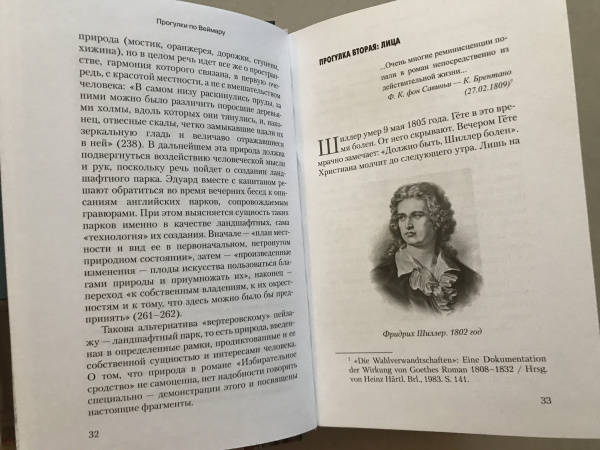 Прогулки по Веймару
природа (мостик, оранжерея, дорожки, ступени,
хижина), но в целом речь идет все же о простран-
стве, гармония которого связана, в первую оче-
редь, с красотой местности, а не с вмешательством
человека: «В самом низу раскинулись пруды, за
ними можно было различить поросшие деревья-
ми холмы, вдоль которых они тянулись, и, нако-
нец, отвесные скалы, четко замыкавшие вдали их
зеркальную гладь и величаво отражавшиеся
в ней» (238). В дальнейшем эта природа должна
подвергнуться воздействию человеческой мысли
и рук, поскольку речь пойдет о создании ланд-
шафтного парка. Эдуард вместе с капитаном ре-
шают обратиться во время вечерних бесед к опи-
саниям английских парков, сопровождаемым
гравюрами. При этом выясняется сущность таких
парков именно в качестве ландшафтных, сама
«технология» их создания. Вначале — «план мест-
ности и вид ее в первоначальном, нетронутом
природном состоянии», затем — «произведенные
изменения — плоды искусства пользоваться бла-
гами природы и приумножать их», наконец —
переход «к собственным владениям, к их окрест-
ностям и к тому, что здесь можно было бы пред-
принять» (261–262).
Такова альтернатива «вертеровскому» пейза-
жу — ландшафтный парк, то есть природа, введен-
ная в определенные рамки, продиктованные и ее
собственной сущностью и интересами человека.
О том, что природа в романе «Избирательное
сродство» не самоценна, нет надобности говорить
специально — демонстрации этого и посвящены
настоящие фрагменты.
32
ПРОГУЛКА ВТОРАЯ: ЛИЦА
...Очень многие реминисценции по-
пали в роман непосредственно из
действительной жизни...
Ф. К. фон Савиньи — К. Брентано
(27.02.1809)¹
Шиллер умер 9 мая 1805 года. Гёте в это вре-
мя болен. От него скрывают. Вечером Гёте
мрачно замечает: «Должно быть, Шиллер болен».
Христиана молчит до следующего утра. Лишь на
Фридрих Шиллер. 1802 год
¹ «Die Wahlverwandtschaften»: Eine Dokumentation
der Wirkung von Goethes Roman 1808–1832 / Hrsg.
von Heinz Härtl. Brl., 1983. S. 141.
33